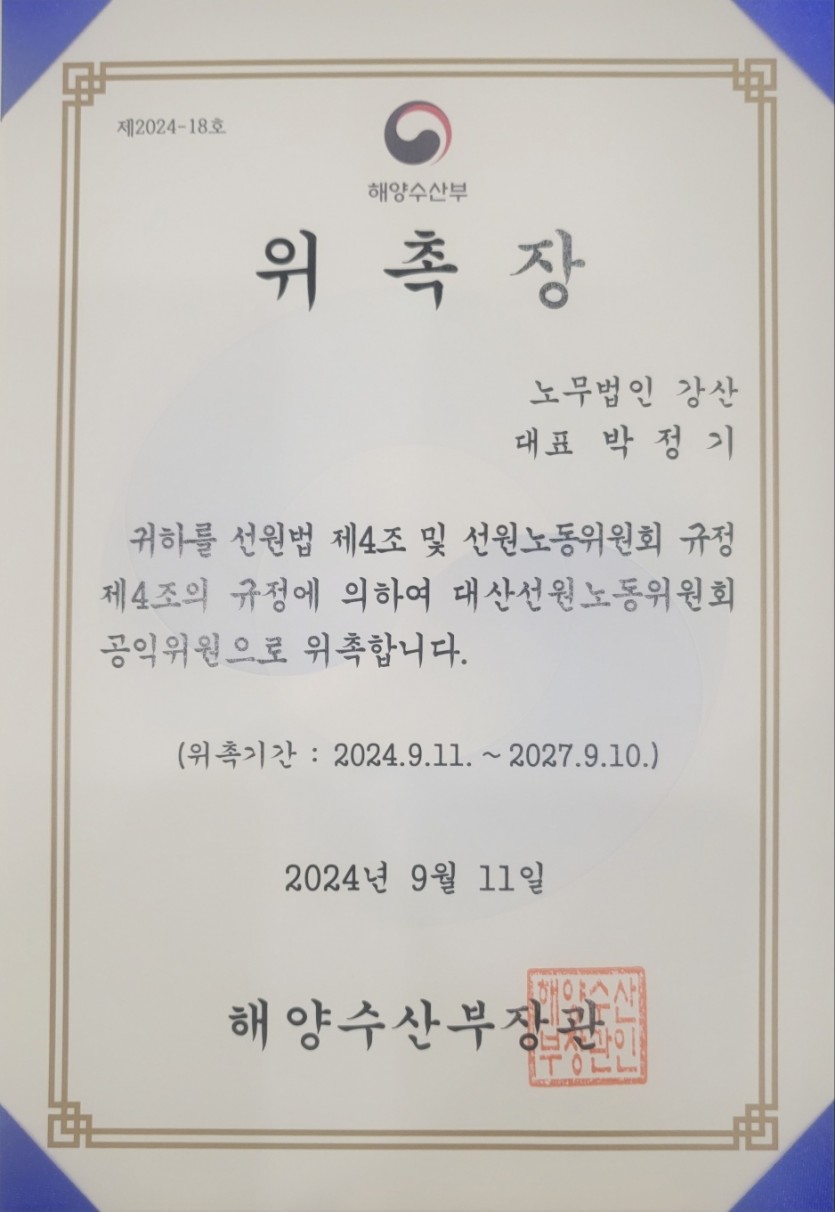 제2024-18호
해양수산부
위 촉 장
노무법인 강산
대표 박 정 기
귀하를 선원법 제4조 및 선원노동위원회 규정
제4조의 규정에 의하여 대산선원노동위원회
공익위원으로 위촉합니다.
(위촉기간 : 2024.9.11. ~ 2027.9.10.)
2024년 9월 11일
해양수산부장관
해양수산
부장관인